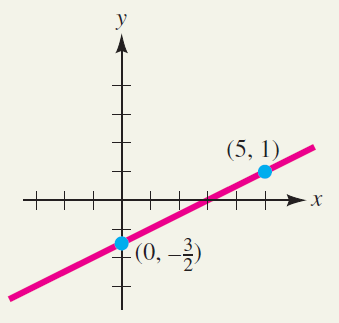 y
(5, 1)
x
(0, −3/2)